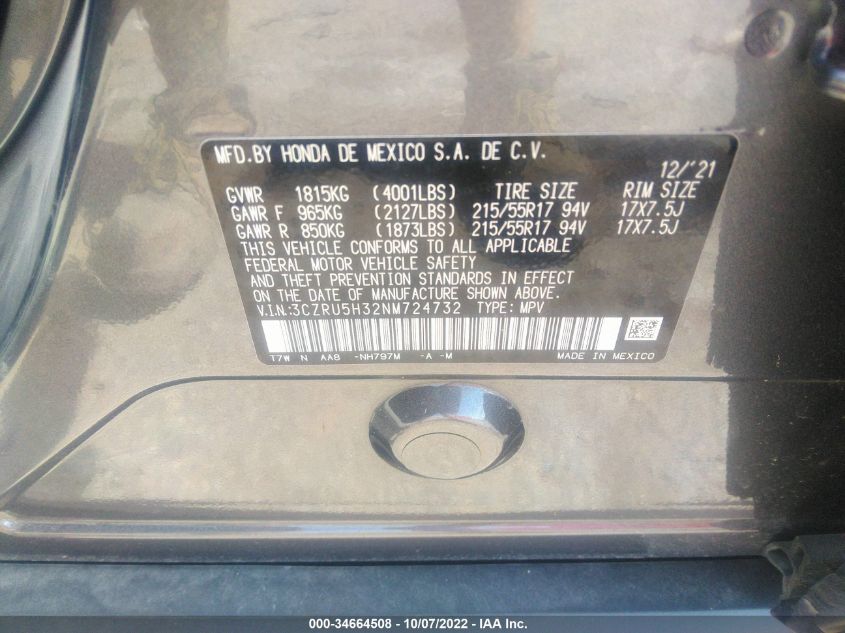 MFD.BY HONDA DE MEXICO S.A. DE C.V.
12/'21
GVWR 1815KG (4001LBS) TIRE SIZE RIM SIZE
GAWR F 965KG (2127LBS) 215/55R17 94V 17X7.5J
GAWR R 850KG (1873LBS) 215/55R17 94V 17X7.5J
THIS VEHICLE CONFORMS TO ALL APPLICABLE
FEDERAL MOTOR VEHICLE SAFETY
AND THEFT PREVENTION STANDARDS IN EFFECT
ON THE DATE OF MANUFACTURE SHOWN ABOVE.
V.I.N.:3CZRU5H32NM724732 TYPE: MPV
T7W N AA8 -NH797M -A -M MADE IN MEXICO
000-34664508 - 10/07/2022 - IAA Inc.